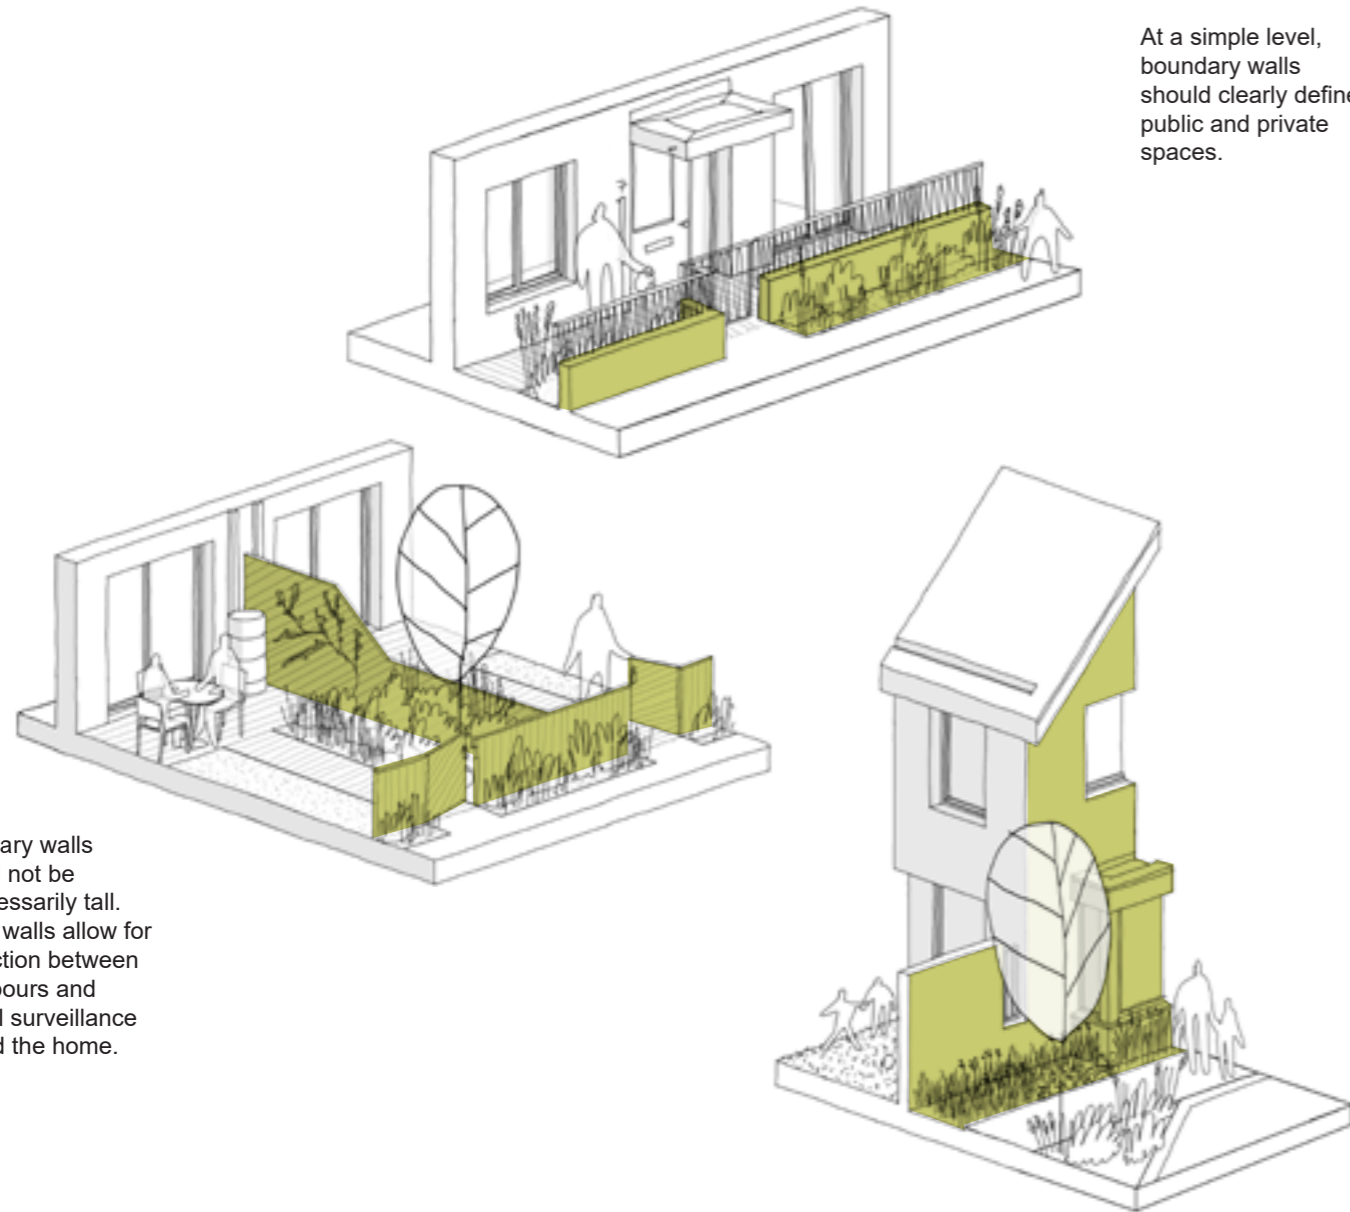 At a simple level,
boundary walls
should clearly define
public and private
spaces.
ary walls
not be
essarily tall.
walls allow for
ction between
ours and
surveillance
the home.